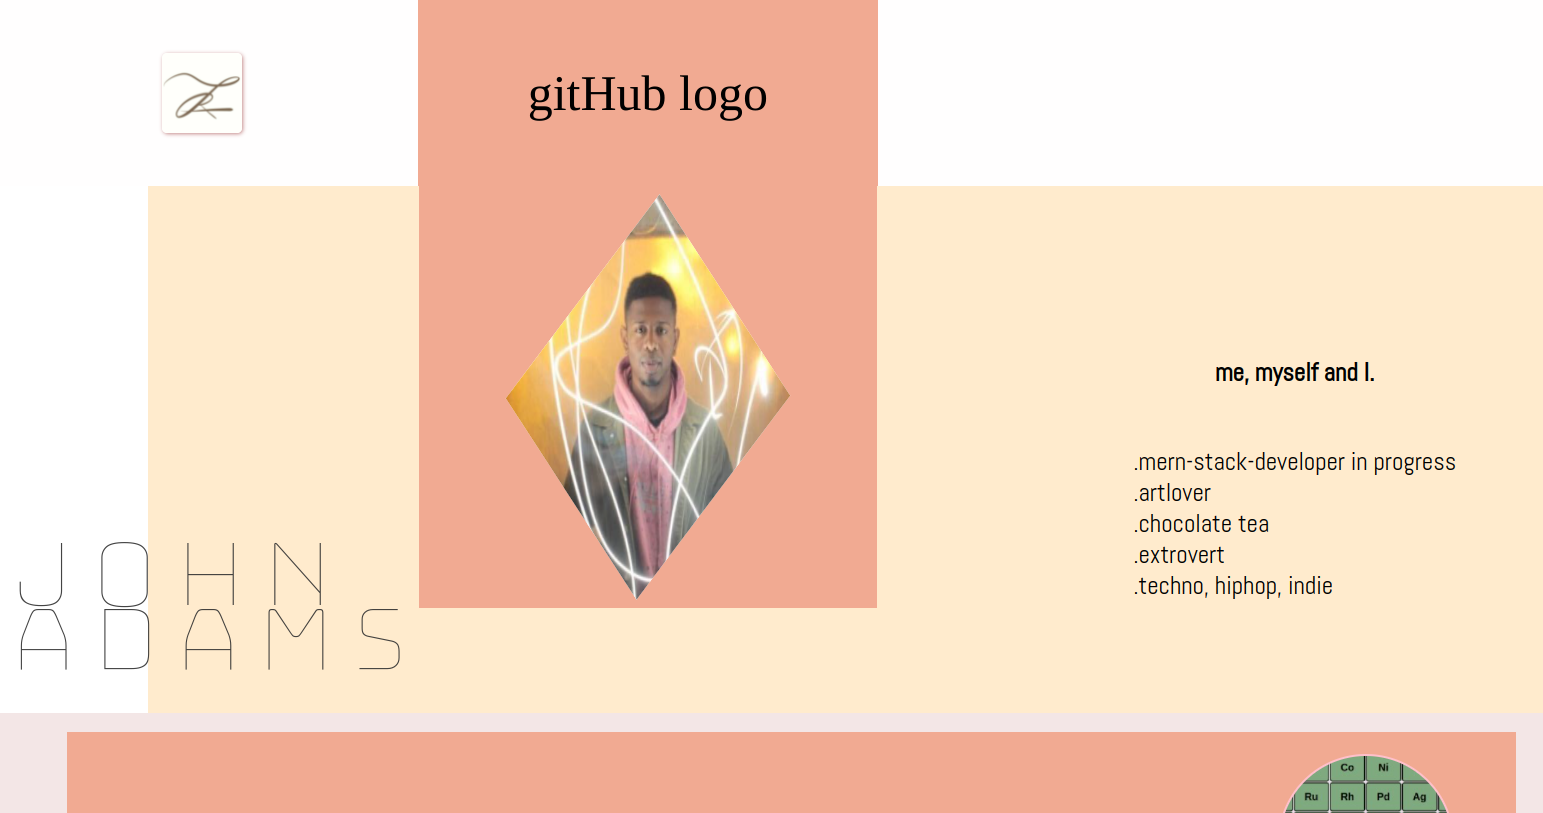 gitHub logo
me, myself and I.
.mern-stack-developer in progress
.artlover
.chocolate tea
.extrovert
.techno, hiphop, indie
JOHN
ADAMS
Co Ni
Ru Rh Pd Ag